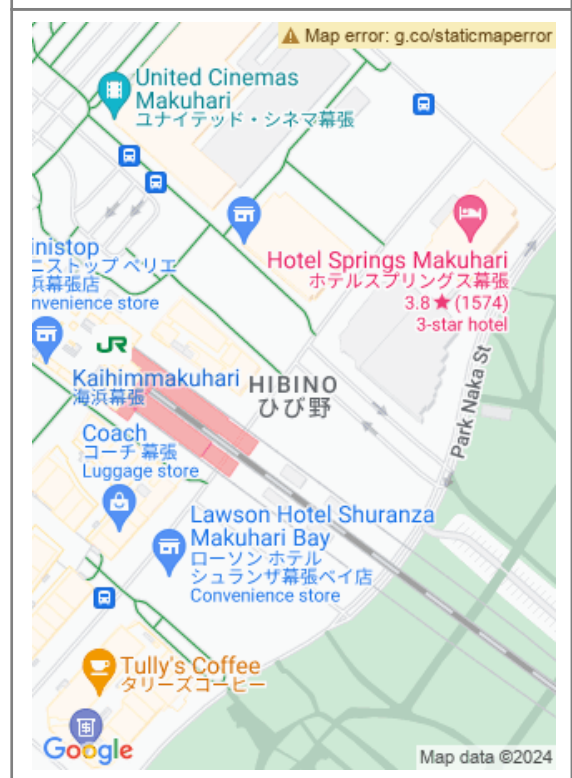 Map error: g.co/staticmaperror
United Cinemas
Makuhari
ユナイテッド・シネマ幕張
Hotel Springs Makuhari
ホテルスプリングス幕張
3.8★(1574)
3-star hotel
inistop
ニストップ ペリエ
浜幕張店
nvenience store
JR
Kaihimmakuhari
海浜幕張
HIBINO
ひび野
Park Naka St
Coach
コーチ 幕張
Luggage store
Lawson Hotel Shuranza
Makuhari Bay
ローソン ホテル
シュランザ幕張ベイ店
Convenience store
Tully's Coffee
タリーズコーヒー
Google
Map data ©2024